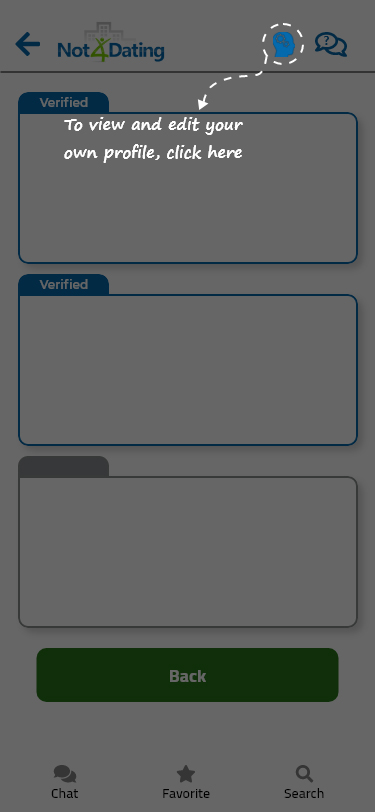 Not4Dating
?
Verified
To view and edit your
own profile, click here
Verified
Back
Chat
Favorite
Search